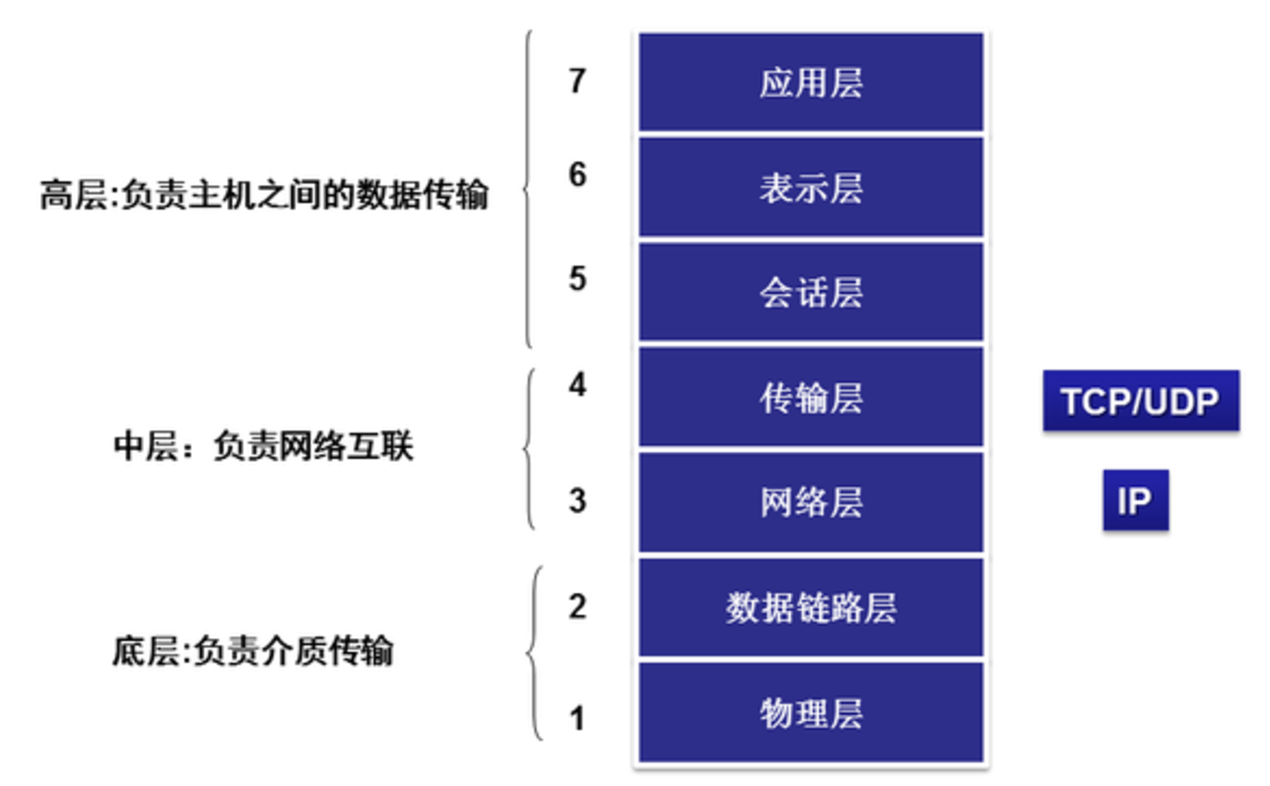 7 应用层
6 表示层
高层:负责主机之间的数据传输
5 会话层
4 传输层 TCP/UDP
中层：负责网络互联
3 网络层 IP
2 数据链路层
底层:负责介质传输
1 物理层